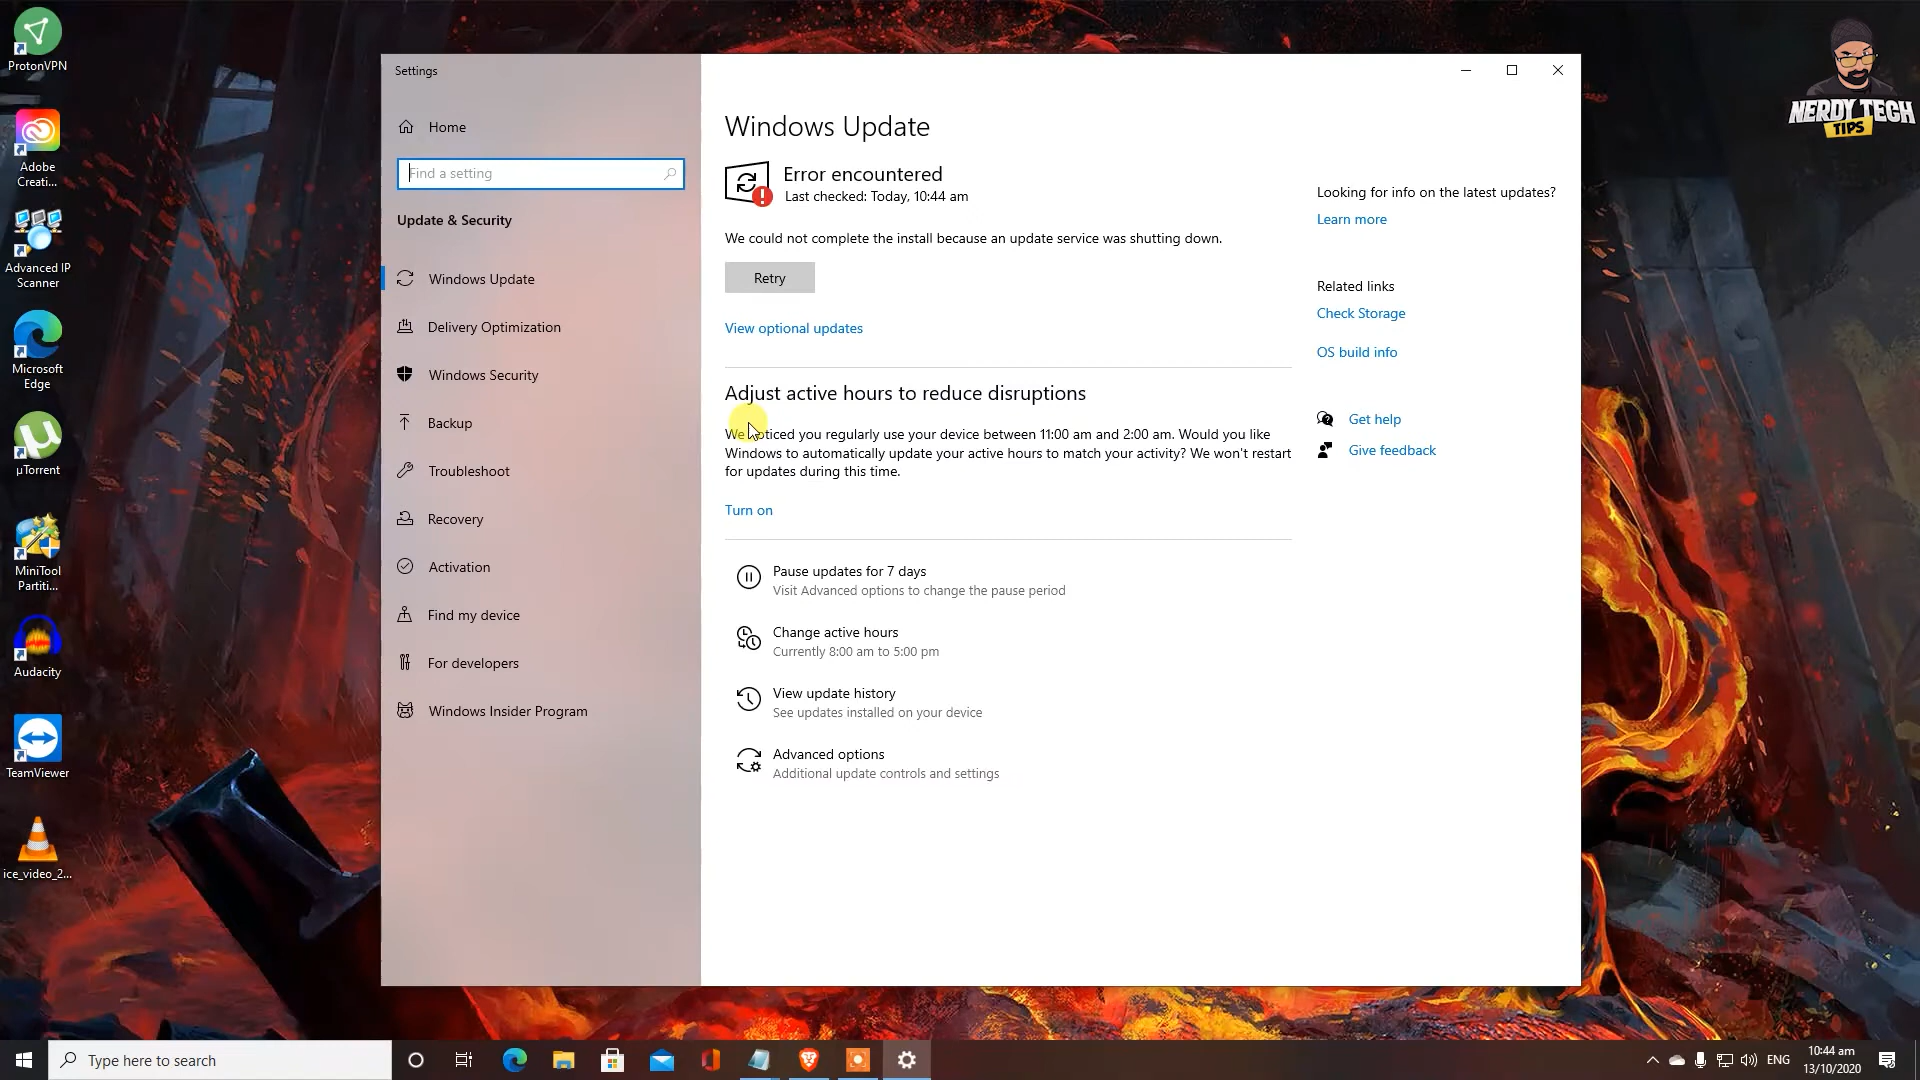 ProtonVPN
Adobe
Creati...
Advanced IP
Scanner
Microsoft
Edge
µTorrent
MiniTool
Partiti...
Audacity
TeamViewer
ice_video_2...
Settings
Home
Find a setting
Update & Security
Windows Update
Delivery Optimization
Windows Security
Backup
Troubleshoot
Recovery
Activation
Find my device
For developers
Windows Insider Program
Windows Update
Error encountered
Last checked: Today, 10:44 am
We could not complete the install because an update service was shutting down.
Retry
View optional updates
Adjust active hours to reduce disruptions
We noticed you regularly use your device between 11:00 am and 2:00 am. Would you like
Windows to automatically update your active hours to match your activity? We won't restart
for updates during this time.
Turn on
Pause updates for 7 days
Visit Advanced options to change the pause period
Change active hours
Currently 8:00 am to 5:00 pm
View update history
See updates installed on your device
Advanced options
Additional update controls and settings
Looking for info on the latest updates?
Learn more
Related links
Check Storage
OS build info
Get help
Give feedback
NERDY TECH
TIPS
Type here to search
ENG
10:44 am
13/10/2020